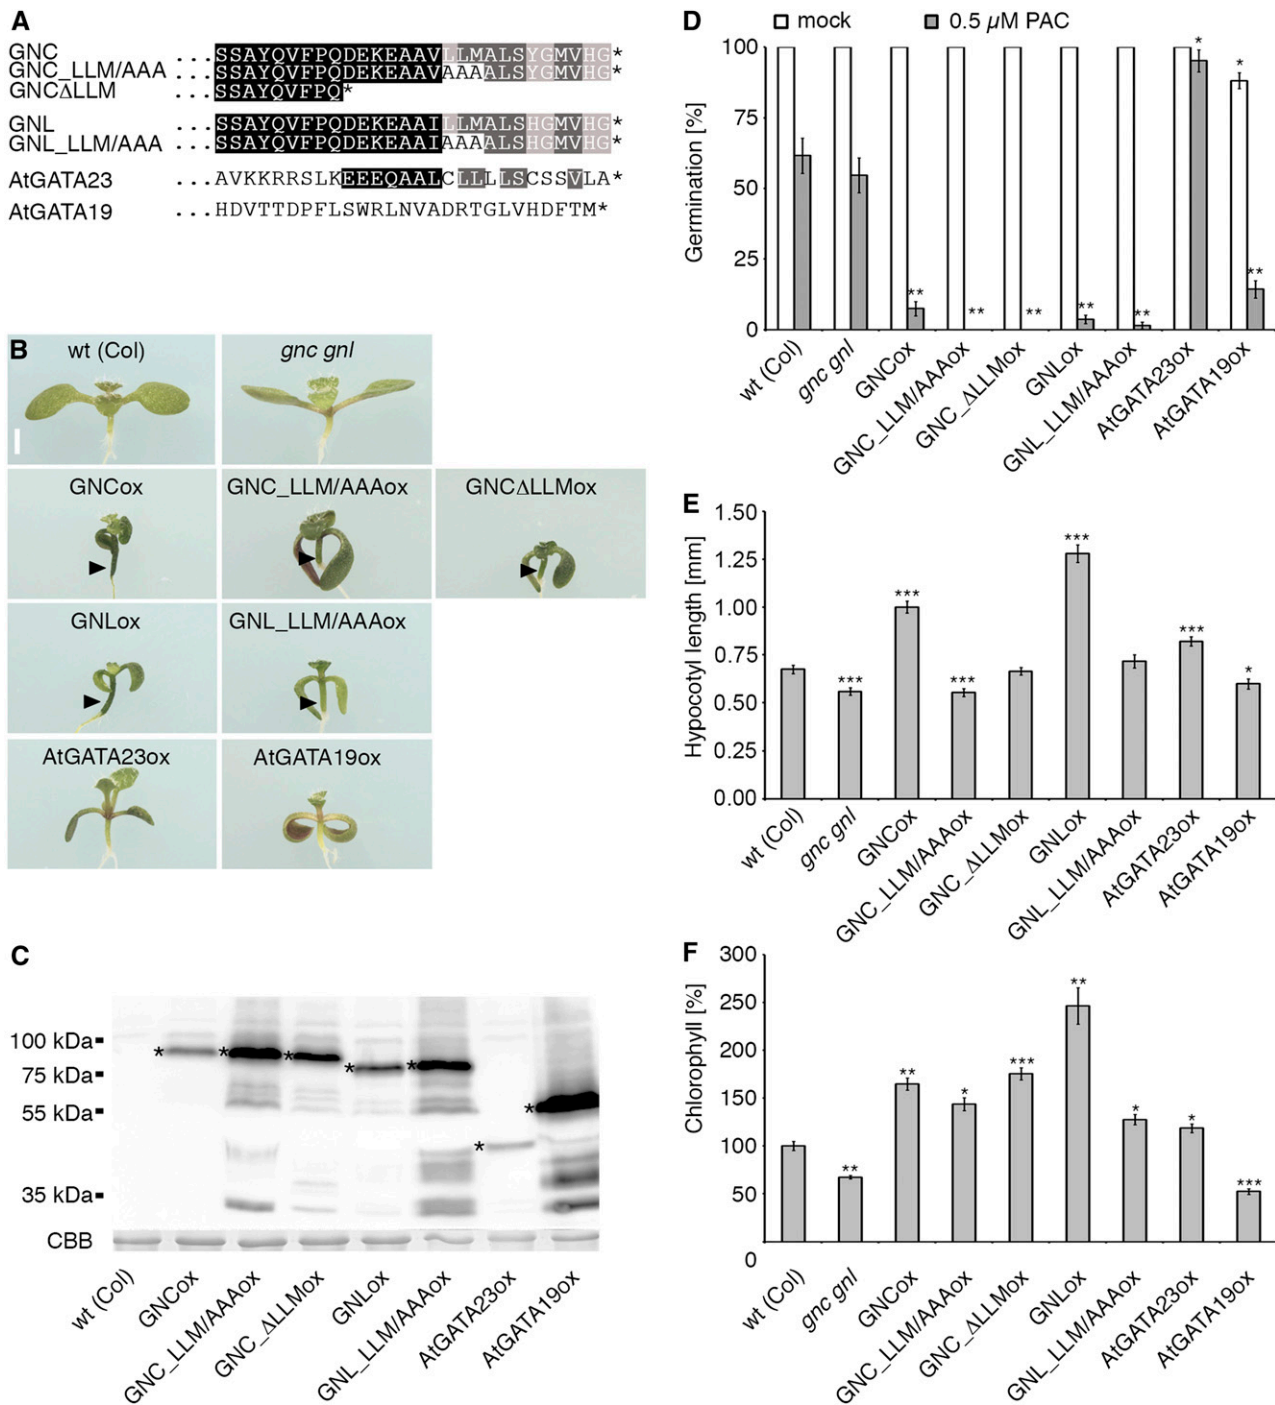 A
GNC ...SSAYQVFPQDEKEAAVLLMALSYGMVHG*
GNC_LLM/AAA ...SSAYQVFPQDEKEAAVAAAALSYGMVHG*
GNCΔLLM ...SSAYQVFPQ*
GNL ...SSAYQVFPQDEKEAAILLMALSHGMVHG*
GNL_LLM/AAA ...SSAYQVFPQDEKEAAIAAAALSHGMVHG*
AtGATA23 ...AVKKRRSLKEEEQAALCLLLLSCSSVLA*
AtGATA19 ...HDVTTDPFLSWRLNVADRTGLVHDFTM*
B
wt (Col) gnc gnl
GNCox GNC_LLM/AAAox GNCΔLLMox
GNLox GNL_LLM/AAAox
AtGATA23ox AtGATA19ox
C
100 kDa
75 kDa
55 kDa
35 kDa
* * * * * * *
CBB
wt (Col)
GNCox
GNC_LLM/AAAox
GNC_ΔLLMox
GNLox
GNL_LLM/AAAox
AtGATA23ox
AtGATA19ox
D
mock 0.5 µM PAC
Germination [%]
100
75
50
25
0
** ** ** ** ** * * **
wt (Col)
gnc gnl
GNCox
GNC_LLM/AAAox
GNC_ΔLLMox
GNLox
GNL_LLM/AAAox
AtGATA23ox
AtGATA19ox
E
Hypocotyl length [mm]
1.50
1.25
1.00
0.75
0.50
0.25
0.00
*** *** *** *** *** *
wt (Col)
gnc gnl
GNCox
GNC_LLM/AAAox
GNC_ΔLLMox
GNLox
GNL_LLM/AAAox
AtGATA23ox
AtGATA19ox
F
Chlorophyll [%]
300
250
200
150
100
50
0
** ** * *** ** * * ***
wt (Col)
gnc gnl
GNCox
GNC_LLM/AAAox
GNC_ΔLLMox
GNLox
GNL_LLM/AAAox
AtGATA23ox
AtGATA19ox